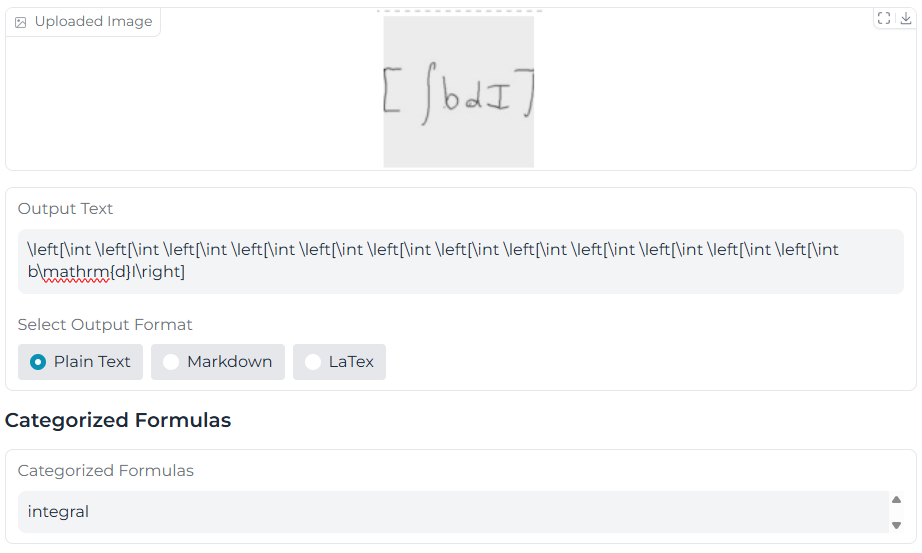 Uploaded Image
[ ∫ b d I ]
Output Text
\left[\int \left[\int \left[\int \left[\int \left[\int \left[\int \left[\int \left[\int \left[\int \left[\int \left[\int \left[\int
b\mathrm{d}I\right]
Select Output Format
Plain Text Markdown LaTex
Categorized Formulas
Categorized Formulas
integral